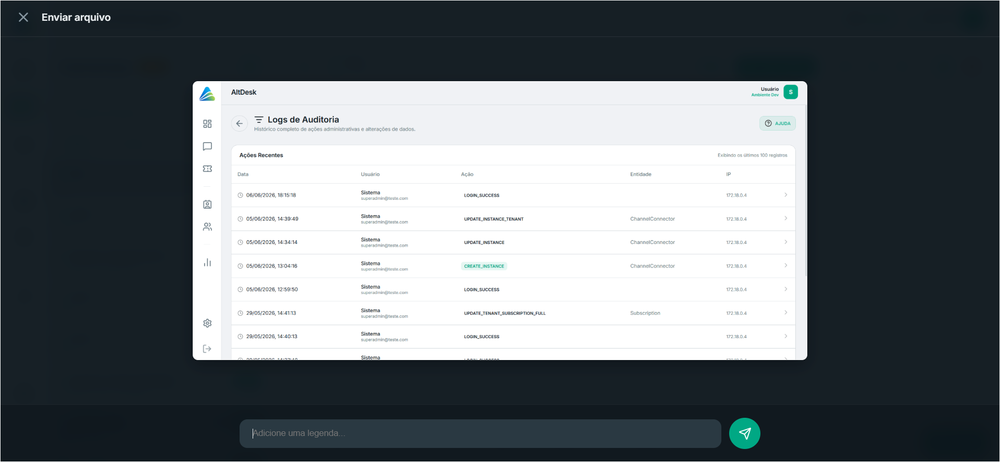 Enviar arquivo
AltDesk
Usuário
Ambiente Dev
S
Logs de Auditoria
Histórico completo de ações administrativas e alterações de dados.
AJUDA
Ações Recentes
Exibindo os últimos 100 registros
Data Usuário Ação Entidade IP
06/06/2026, 18:15:18 Sistema LOGIN_SUCCESS 172.18.0.4
superadmin@teste.com
05/06/2026, 14:39:49 Sistema UPDATE_INSTANCE_TENANT ChannelConnector 172.18.0.4
superadmin@teste.com
05/06/2026, 14:34:14 Sistema UPDATE_INSTANCE ChannelConnector 172.18.0.4
superadmin@teste.com
05/06/2026, 13:04:16 Sistema CREATE_INSTANCE ChannelConnector 172.18.0.4
superadmin@teste.com
05/06/2026, 12:59:50 Sistema LOGIN_SUCCESS 172.18.0.4
superadmin@teste.com
29/05/2026, 14:41:13 Sistema UPDATE_TENANT_SUBSCRIPTION_FULL Subscription 172.18.0.4
superadmin@teste.com
29/05/2026, 14:40:13 Sistema LOGIN_SUCCESS 172.18.0.4
superadmin@teste.com
Sistema
Adicione uma legenda...